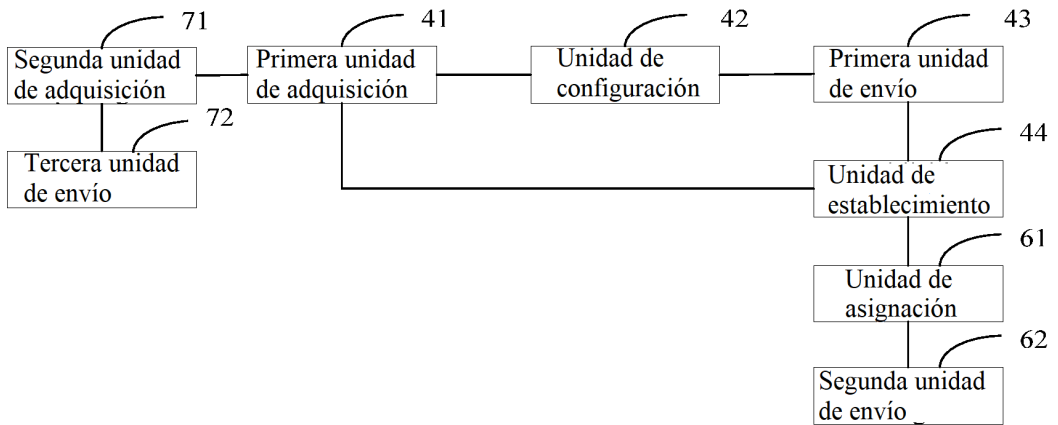 71
41
42
43
Segunda unidad
de adquisición
Primera unidad
de adquisición
Unidad de
configuración
Primera unidad
de envío
72
44
Tercera unidad
de envío
Unidad de
establecimiento
61
Unidad de
asignación
62
Segunda unidad
de envío